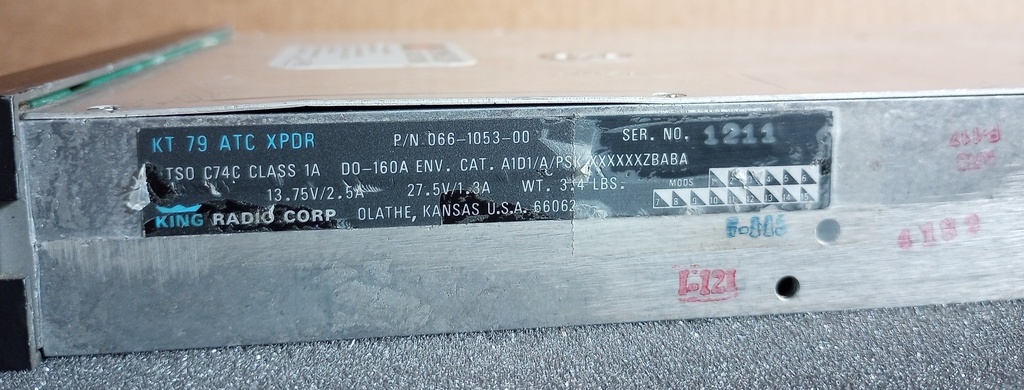 KT 79 ATC XPDR P/N 066-1053-00 SER. NO. 1211
TSO C74C CLASS 1A DO-160A ENV. CAT. A1D1/A/PSK XXXXXXZBABA
13.75V/2.5A 27.5V/1.3A WT. 3.4 LBS.
MODS
KING RADIO CORP OLATHE, KANSAS U.S.A. 66062
I-121